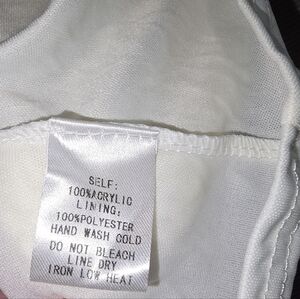 SELF:
100%ACRYLIC
LINING:
100%POLYESTER
HAND WASH COLD
DO NOT BLEACH
LINE DRY
IRON LOW HEAT